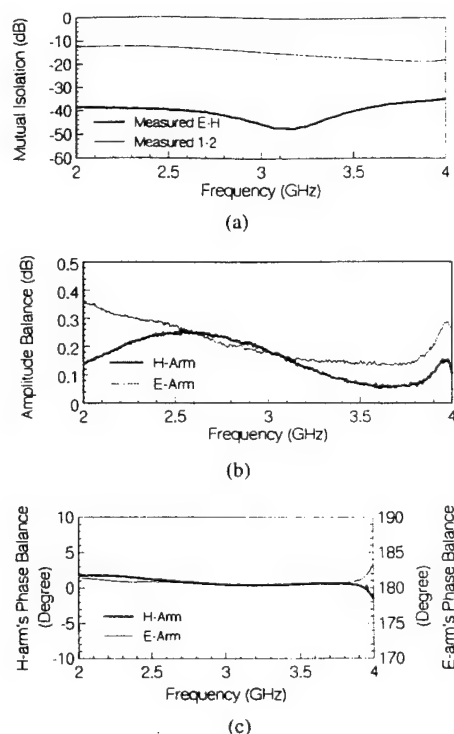 Mutual Isolation (dB)
0
-10
-20
-30
-40
-50
-60
Measured E-H
Measured 1-2
2 2.5 3 3.5 4
Frequency (GHz)
(a)
Amplitude Balance (dB)
0.5
0.4
0.3
0.2
0.1
0
H-Arm
E-Arm
2 2.5 3 3.5 4
Frequency (GHz)
(b)
H-arm's Phase Balance
(Degree)
10
5
0
-5
-10
H-Arm
E-Arm
190
185
180
175
170
E-arm's Phase Balance
(Degree)
2 2.5 3 3.5 4
Frequency (GHz)
(c)